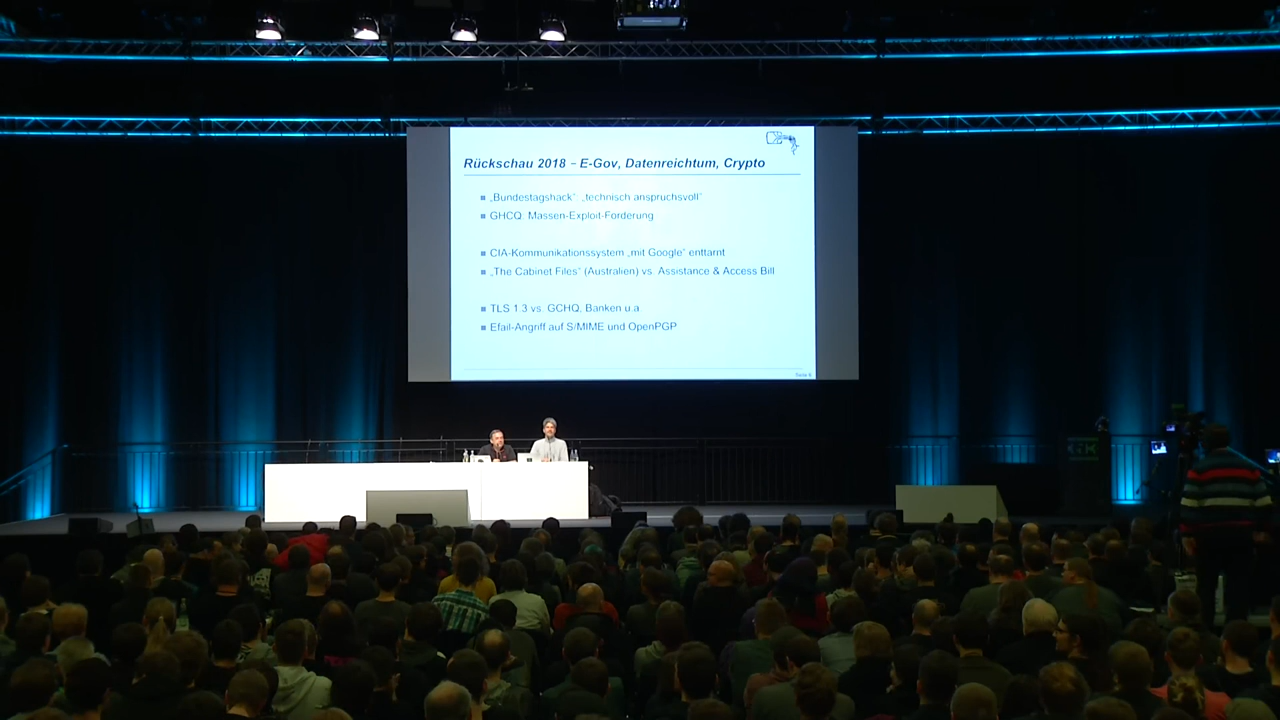 Rückschau 2018 – E-Gov, Datenreichtum, Crypto
„Bundestagshack“: „technisch anspruchsvoll“
GHCQ: Massen-Exploit-Förderung
CIA-Kommunikationssystem „mit Google“ enttarnt
„The Cabinet Files“ (Australien) vs. Assistance & Access Bill
TLS 1.3 vs. GCHQ, Banken u.a.
Efail-Angriff auf S/MIME und OpenPGP